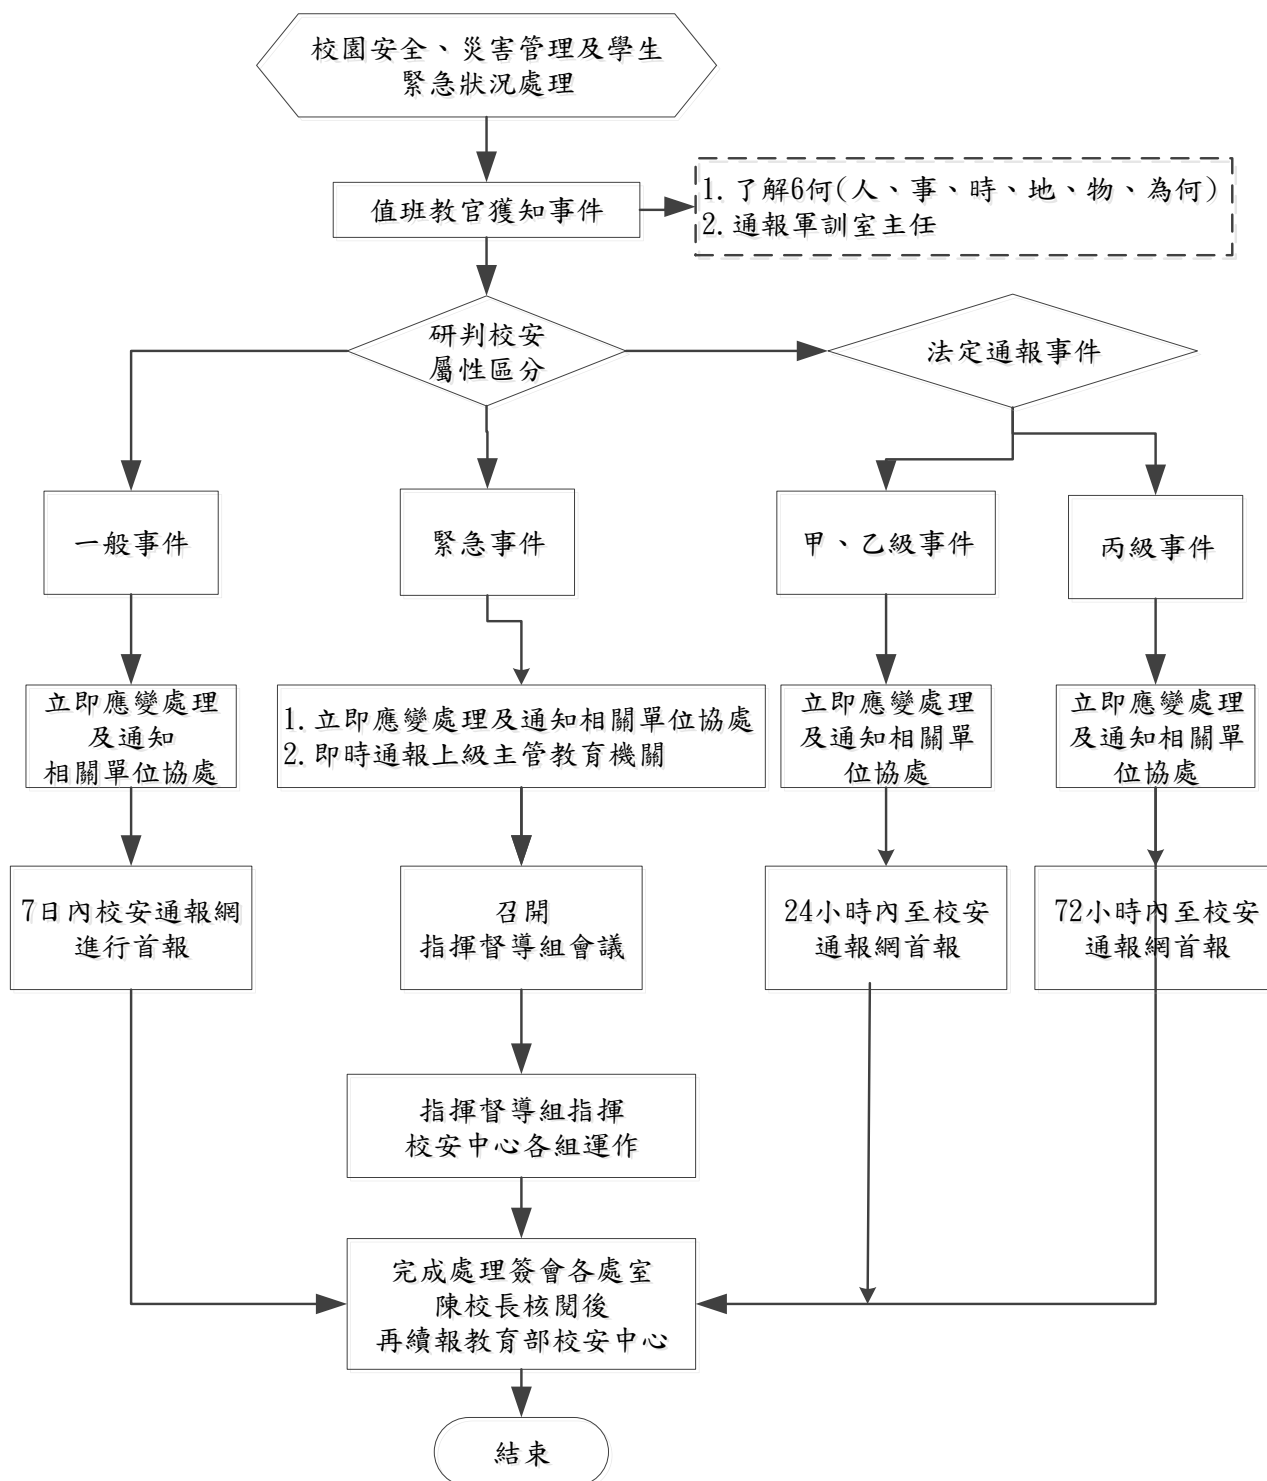 校園安全、災害管理及學生
緊急狀況處理
值班教官獲知事件
1. 了解6何(人、事、時、地、物、為何)
2. 通報軍訓室主任
研判校安
屬性區分
法定通報事件
一般事件
緊急事件
甲、乙級事件
丙級事件
立即應變處理
及通知
相關單位協處
1. 立即應變處理及通知相關單位協處
2. 即時通報上級主管教育機關
立即應變處理
及通知相關單
位協處
立即應變處理
及通知相關單
位協處
7日內校安通報網
進行首報
召開
指揮督導組會議
24小時內至校安
通報網首報
72小時內至校安
通報網首報
指揮督導組指揮
校安中心各組運作
完成處理簽會各處室
陳校長核閱後
再續報教育部校安中心
結束